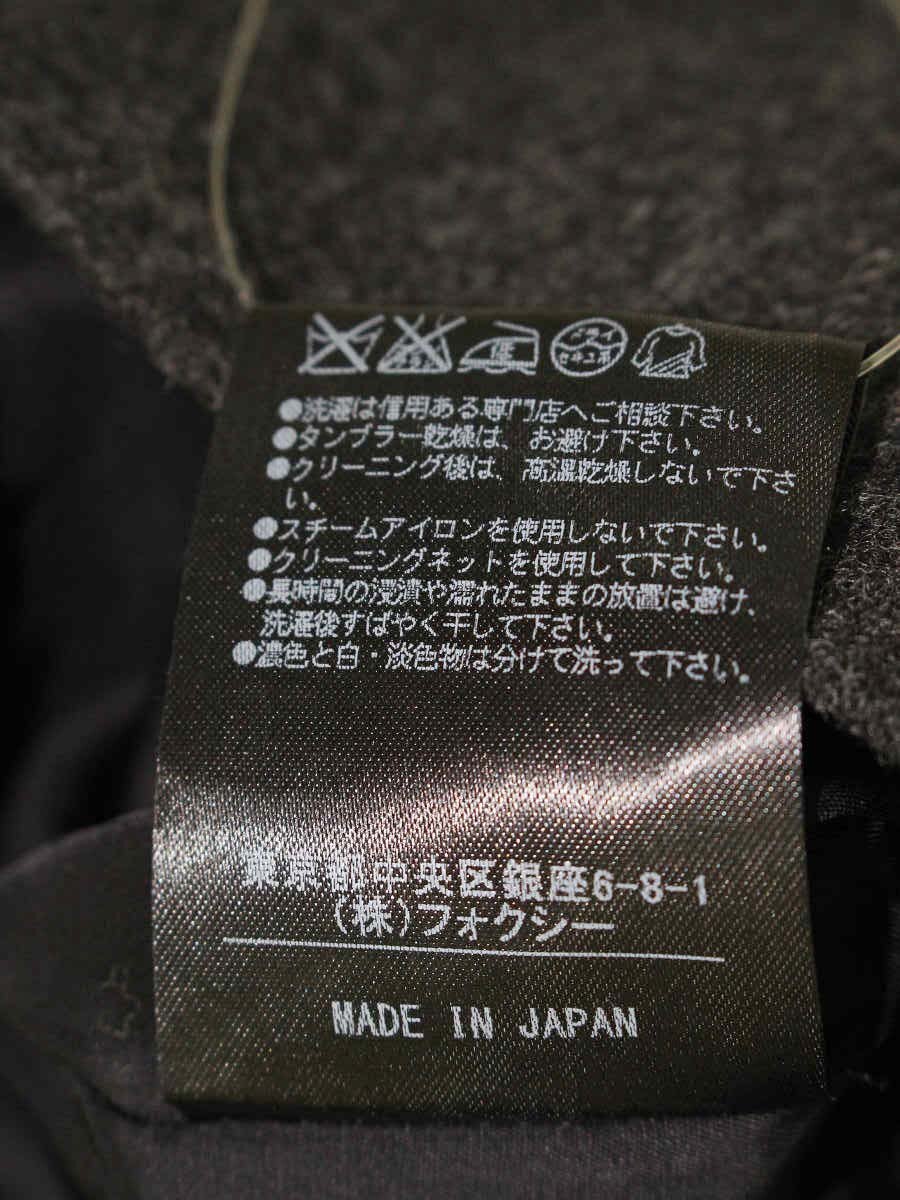 中
ドライ
セキユ系
●洗濯は信用ある専門店へご相談下さい。
●タンブラー乾燥は、お避け下さい。
●クリーニング後は、高温乾燥しないで下さ
い。
●スチームアイロンを使用しないで下さい。
●クリーニングネットを使用して下さい。
●長時間の浸漬や濡れたままの放置は避け、
洗濯後すばやく干して下さい。
●濃色と白・淡色物は分けて洗って下さい。
東京都中央区銀座6-8-1
(株)フォクシー
MADE IN JAPAN